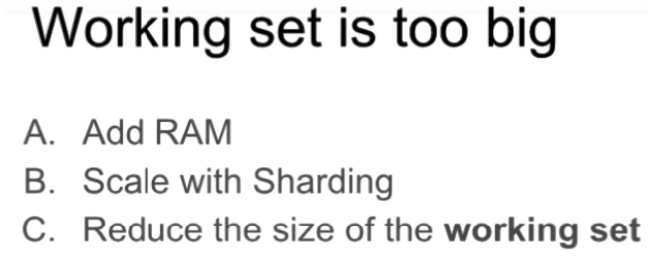 Working set is too big
A. Add RAM
B. Scale with Sharding
C. Reduce the size of the working set